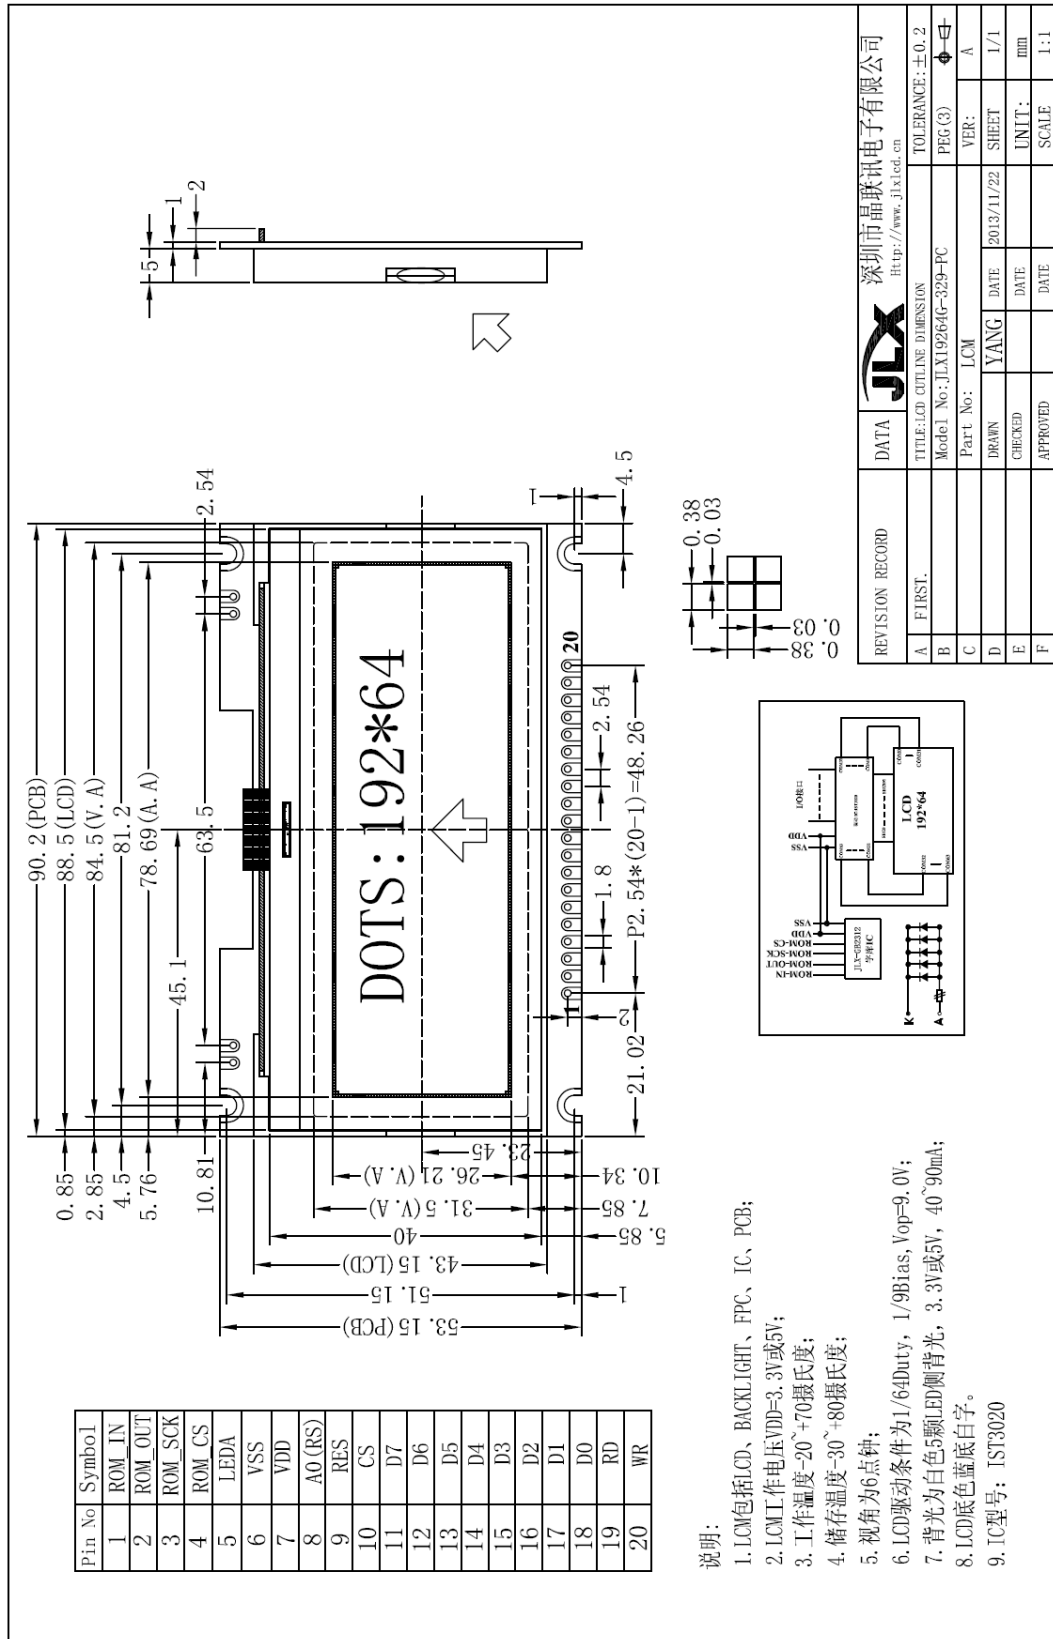 90.2(PCB)
88.5(LCD)
84.5(V.A)
81.2
78.69(A.A)
63.5
45.1
0.85
2.85
4.5
5.76
10.81
2.54
5
1
2
DOTS: 192*64
1
20
1
4.5
2.54
1.8
2
21.02
P2.54*(20-1)=48.26
23.45
26.21(V.A)
10.34
31.5(V.A)
7.85
40
5.85
43.15(LCD)
51.15
1
53.15(PCB)
0.38
0.03
0.03
0.38
Pin No Symbol
1 ROM_IN
2 ROM_OUT
3 ROM_SCK
4 ROM_CS
5 LEDA
6 VSS
7 VDD
8 A0(RS)
9 RES
10 CS
11 D7
12 D6
13 D5
14 D4
15 D3
16 D2
17 D1
18 D0
19 RD
20 WR
说明:
1.LCM包括LCD、BACKLIGHT、FPC、IC、PCB;
2.LCM工作电压VDD=3.3V或5V;
3.工作温度-20~+70摄氏度;
4.储存温度-30~+80摄氏度;
5.视角为6点钟;
6.LCD驱动条件为1/64Duty, 1/9Bias,Vop=9.0V;
7.背光为白色5颗LED侧背光, 3.3V或5V, 40~90mA;
8.LCD底色蓝底白字。
9.IC型号: IST3020
ROM-IN
ROM-OUT
ROM-SCK
ROM-CS
VDD
VSS
VSS
VDD
I/O接口
JLX-GB2312
字库IC
LCD
192*64
K
A
REVISION RECORD
DATA
A FIRST.
B
C
D
E
F
JLX
深圳市晶联讯电子有限公司
Http://www.jlxlcd.cn
TITLE:LCD CUTLINE DIMENSION
TOLERANCE:±0.2
Model No:JLX19264G-329-PC
PEG(3)
Part No: LCM
VER: A
DRAWN YANG DATE 2013/11/22 SHEET 1/1
CHECKED DATE UNIT: mm
APPROVED DATE SCALE 1:1